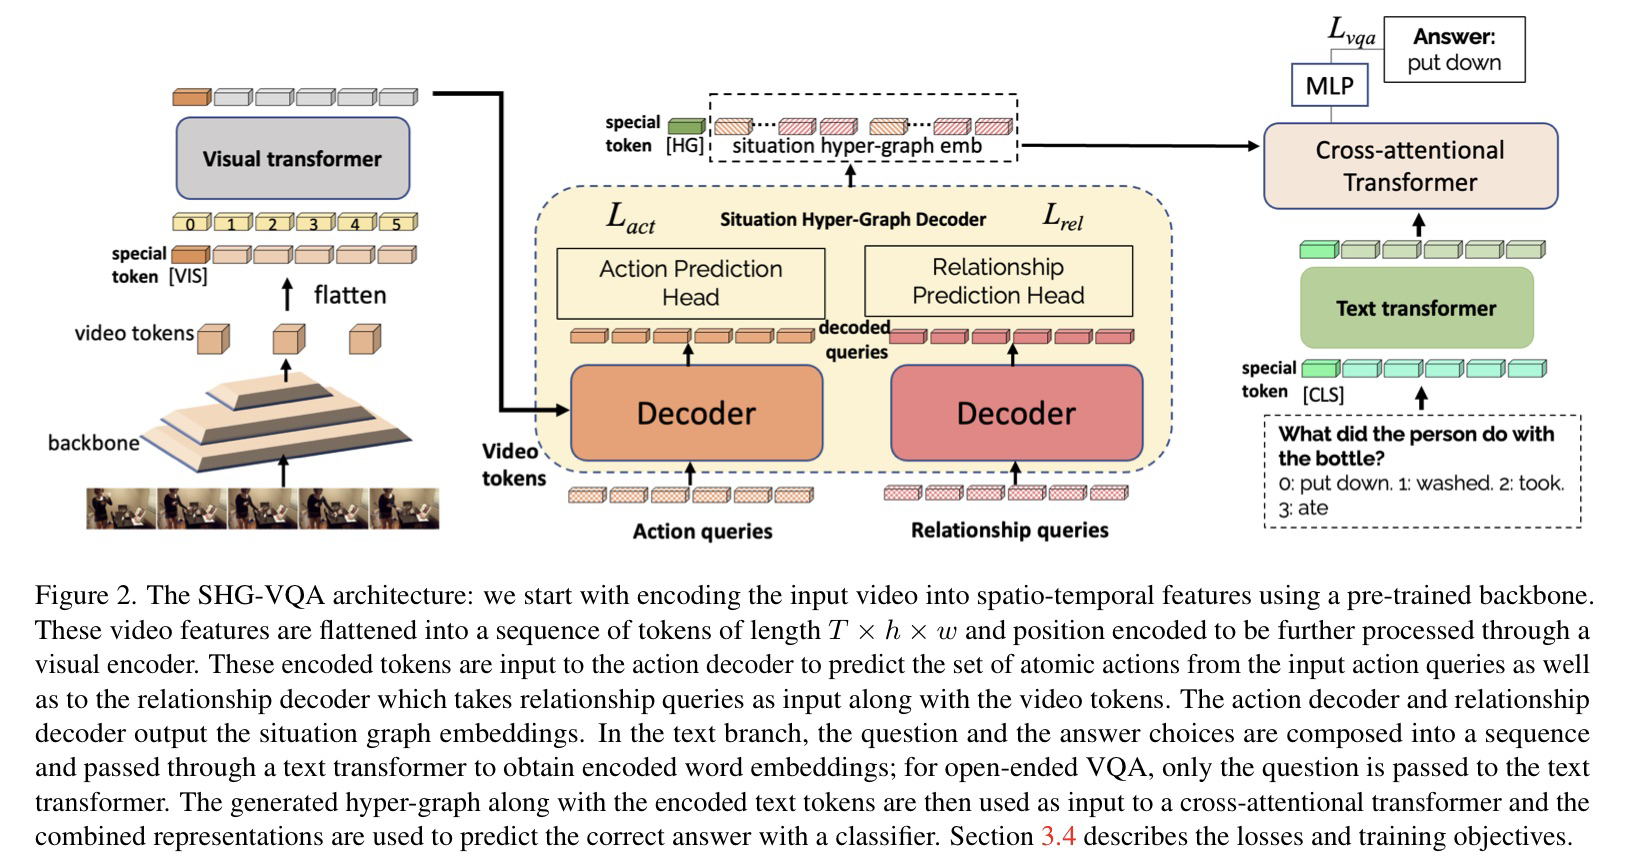 L_vqa
Answer:
put down
MLP
Cross-attentional
Transformer
Visual transformer
0 1 2 3 4 5
special
token [VIS]
flatten
video tokens
backbone
special
token [HG]
situation hyper-graph emb
L_act
Situation Hyper-Graph Decoder
L_rel
Action Prediction
Head
Relationship
Prediction Head
decoded
queries
Decoder
Decoder
Video
tokens
Action queries
Relationship queries
Text transformer
special
token [CLS]
What did the person do with
the bottle?
0: put down. 1: washed. 2: took.
3: ate
Figure 2. The SHG-VQA architecture: we start with encoding the input video into spatio-temporal features using a pre-trained backbone.
These video features are flattened into a sequence of tokens of length T × h × w and position encoded to be further processed through a
visual encoder. These encoded tokens are input to the action decoder to predict the set of atomic actions from the input action queries as well
as to the relationship decoder which takes relationship queries as input along with the video tokens. The action decoder and relationship
decoder output the situation graph embeddings. In the text branch, the question and the answer choices are composed into a sequence
and passed through a text transformer to obtain encoded word embeddings; for open-ended VQA, only the question is passed to the text
transformer. The generated hyper-graph along with the encoded text tokens are then used as input to a cross-attentional transformer and the
combined representations are used to predict the correct answer with a classifier. Section 3.4 describes the losses and training objectives.